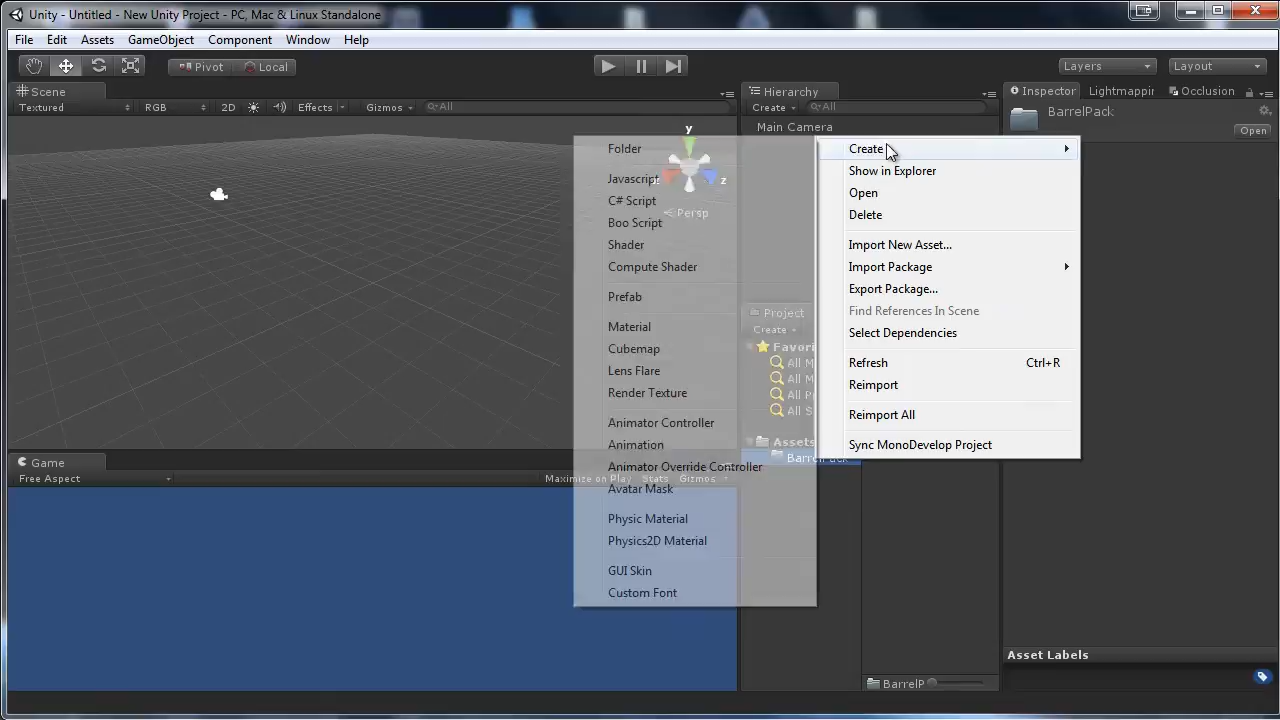 Unity - Untitled - New Unity Project - PC, Mac & Linux Standalone
File Edit Assets GameObject Component Window Help
Pivot Local Layers Layout
Scene Hierarchy Inspector Lightmappin Occlusion
Textured RGB 2D Effects Gizmos All Create All BarrelPack
Main Camera Open
y
z
Persp
Folder
Javascript
C# Script
Boo Script
Shader
Compute Shader
Prefab
Material
Cubemap
Lens Flare
Render Texture
Animator Controller
Animation
Animator Override Controller
Avatar Mask
Physic Material
Physics2D Material
GUI Skin
Custom Font
Create
Show in Explorer
Open
Delete
Import New Asset...
Import Package
Export Package...
Find References In Scene
Select Dependencies
Refresh Ctrl+R
Reimport
Reimport All
Sync MonoDevelop Project
Project
Create
Favori
All M
All M
All P
All S
Assets
BarrelPack
Game
Free Aspect Maximize on Play Stats Gizmos
Asset Labels
BarrelP